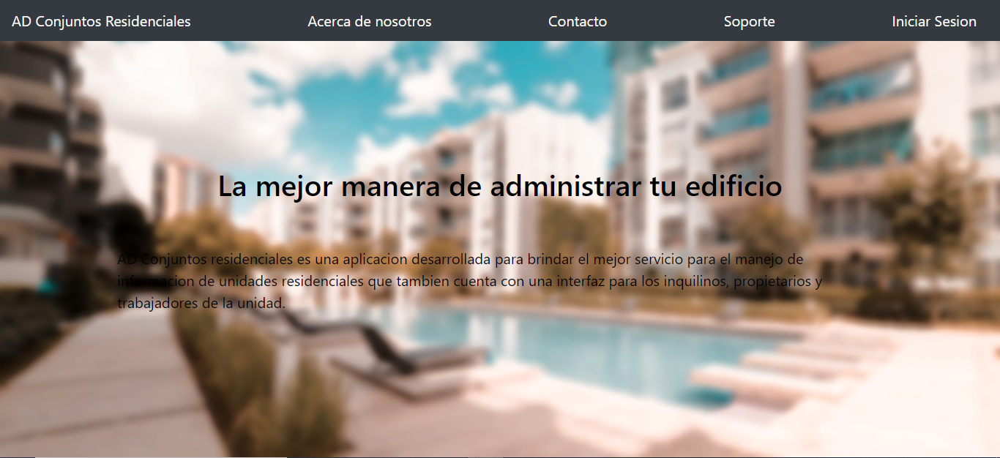 AD Conjuntos Residenciales Acerca de nosotros Contacto Soporte Iniciar Sesion
La mejor manera de administrar tu edificio
AD Conjuntos residenciales es una aplicacion desarrollada para brindar el mejor servicio para el manejo de
informacion de unidades residenciales que tambien cuenta con una interfaz para los inquilinos, propietarios y
trabajadores de la unidad.